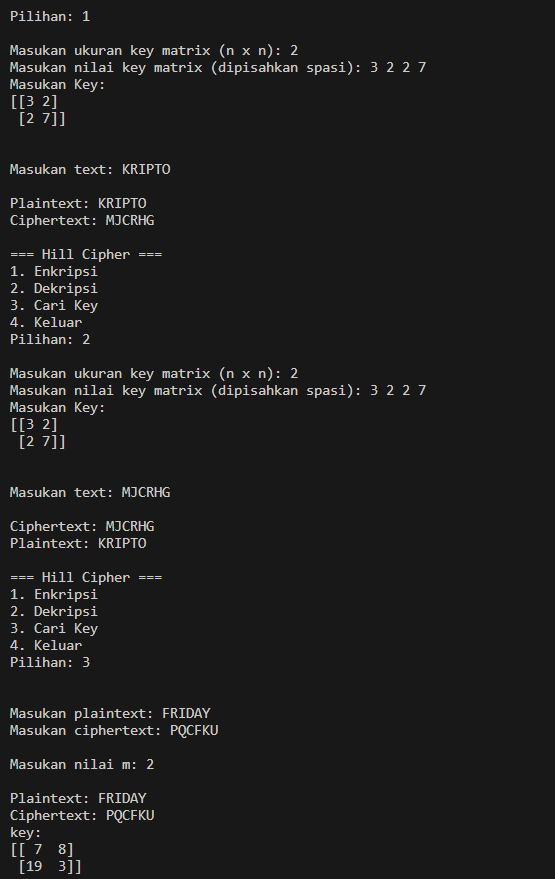 Pilihan: 1
Masukan ukuran key matrix (n x n): 2
Masukan nilai key matrix (dipisahkan spasi): 3 2 2 7
Masukan Key:
[[3 2]
 [2 7]]
Masukan text: KRIPTO
Plaintext: KRIPTO
Ciphertext: MJCRHG
=== Hill Cipher ===
1. Enkripsi
2. Dekripsi
3. Cari Key
4. Keluar
Pilihan: 2
Masukan ukuran key matrix (n x n): 2
Masukan nilai key matrix (dipisahkan spasi): 3 2 2 7
Masukan Key:
[[3 2]
 [2 7]]
Masukan text: MJCRHG
Ciphertext: MJCRHG
Plaintext: KRIPTO
=== Hill Cipher ===
1. Enkripsi
2. Dekripsi
3. Cari Key
4. Keluar
Pilihan: 3
Masukan plaintext: FRIDAY
Masukan ciphertext: PQCFKU
Masukan nilai m: 2
Plaintext: FRIDAY
Ciphertext: PQCFKU
key:
[[ 7  8]
 [19  3]]